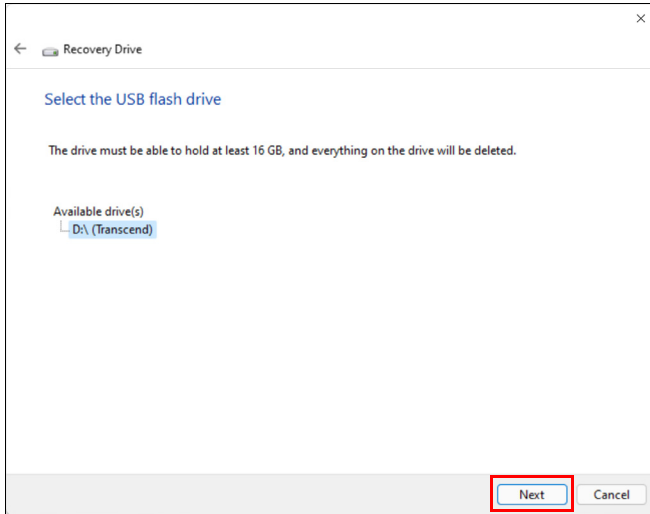 Recovery Drive
Select the USB flash drive
The drive must be able to hold at least 16 GB, and everything on the drive will be deleted.
Available drive(s)
D:\ (Transcend)
Next Cancel